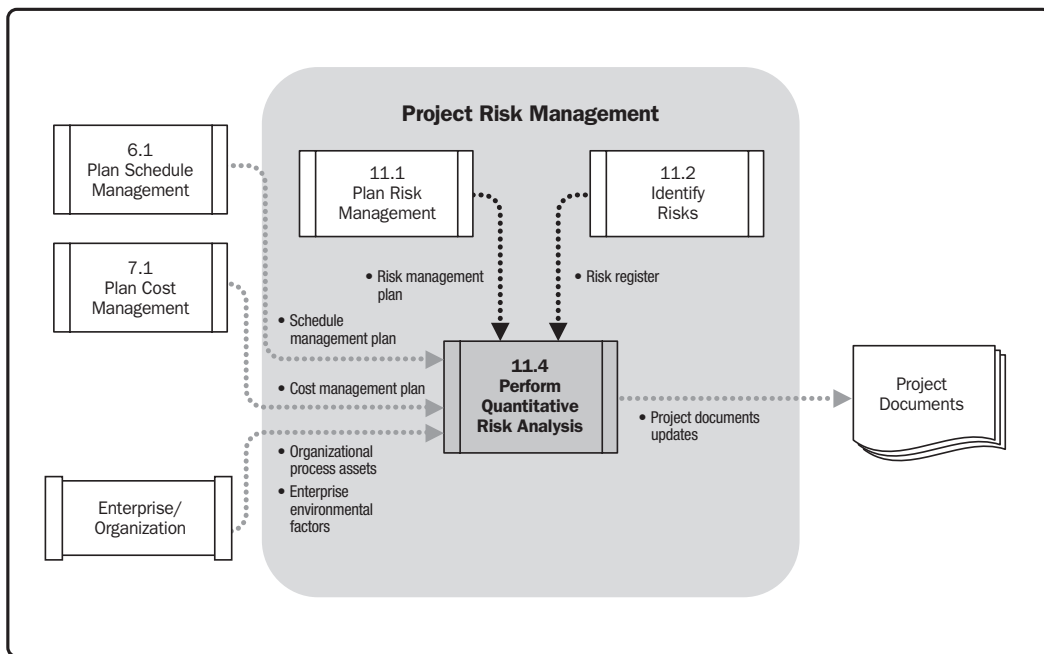 Project Risk Management
6.1
Plan Schedule
Management
11.1
Plan Risk
Management
11.2
Identify
Risks
7.1
Plan Cost
Management
• Risk management
plan
• Risk register
• Schedule
management plan
• Cost management plan
11.4
Perform
Quantitative
Risk Analysis
Project
Documents
• Project documents
updates
• Organizational
process assets
• Enterprise
environmental
factors
Enterprise/
Organization